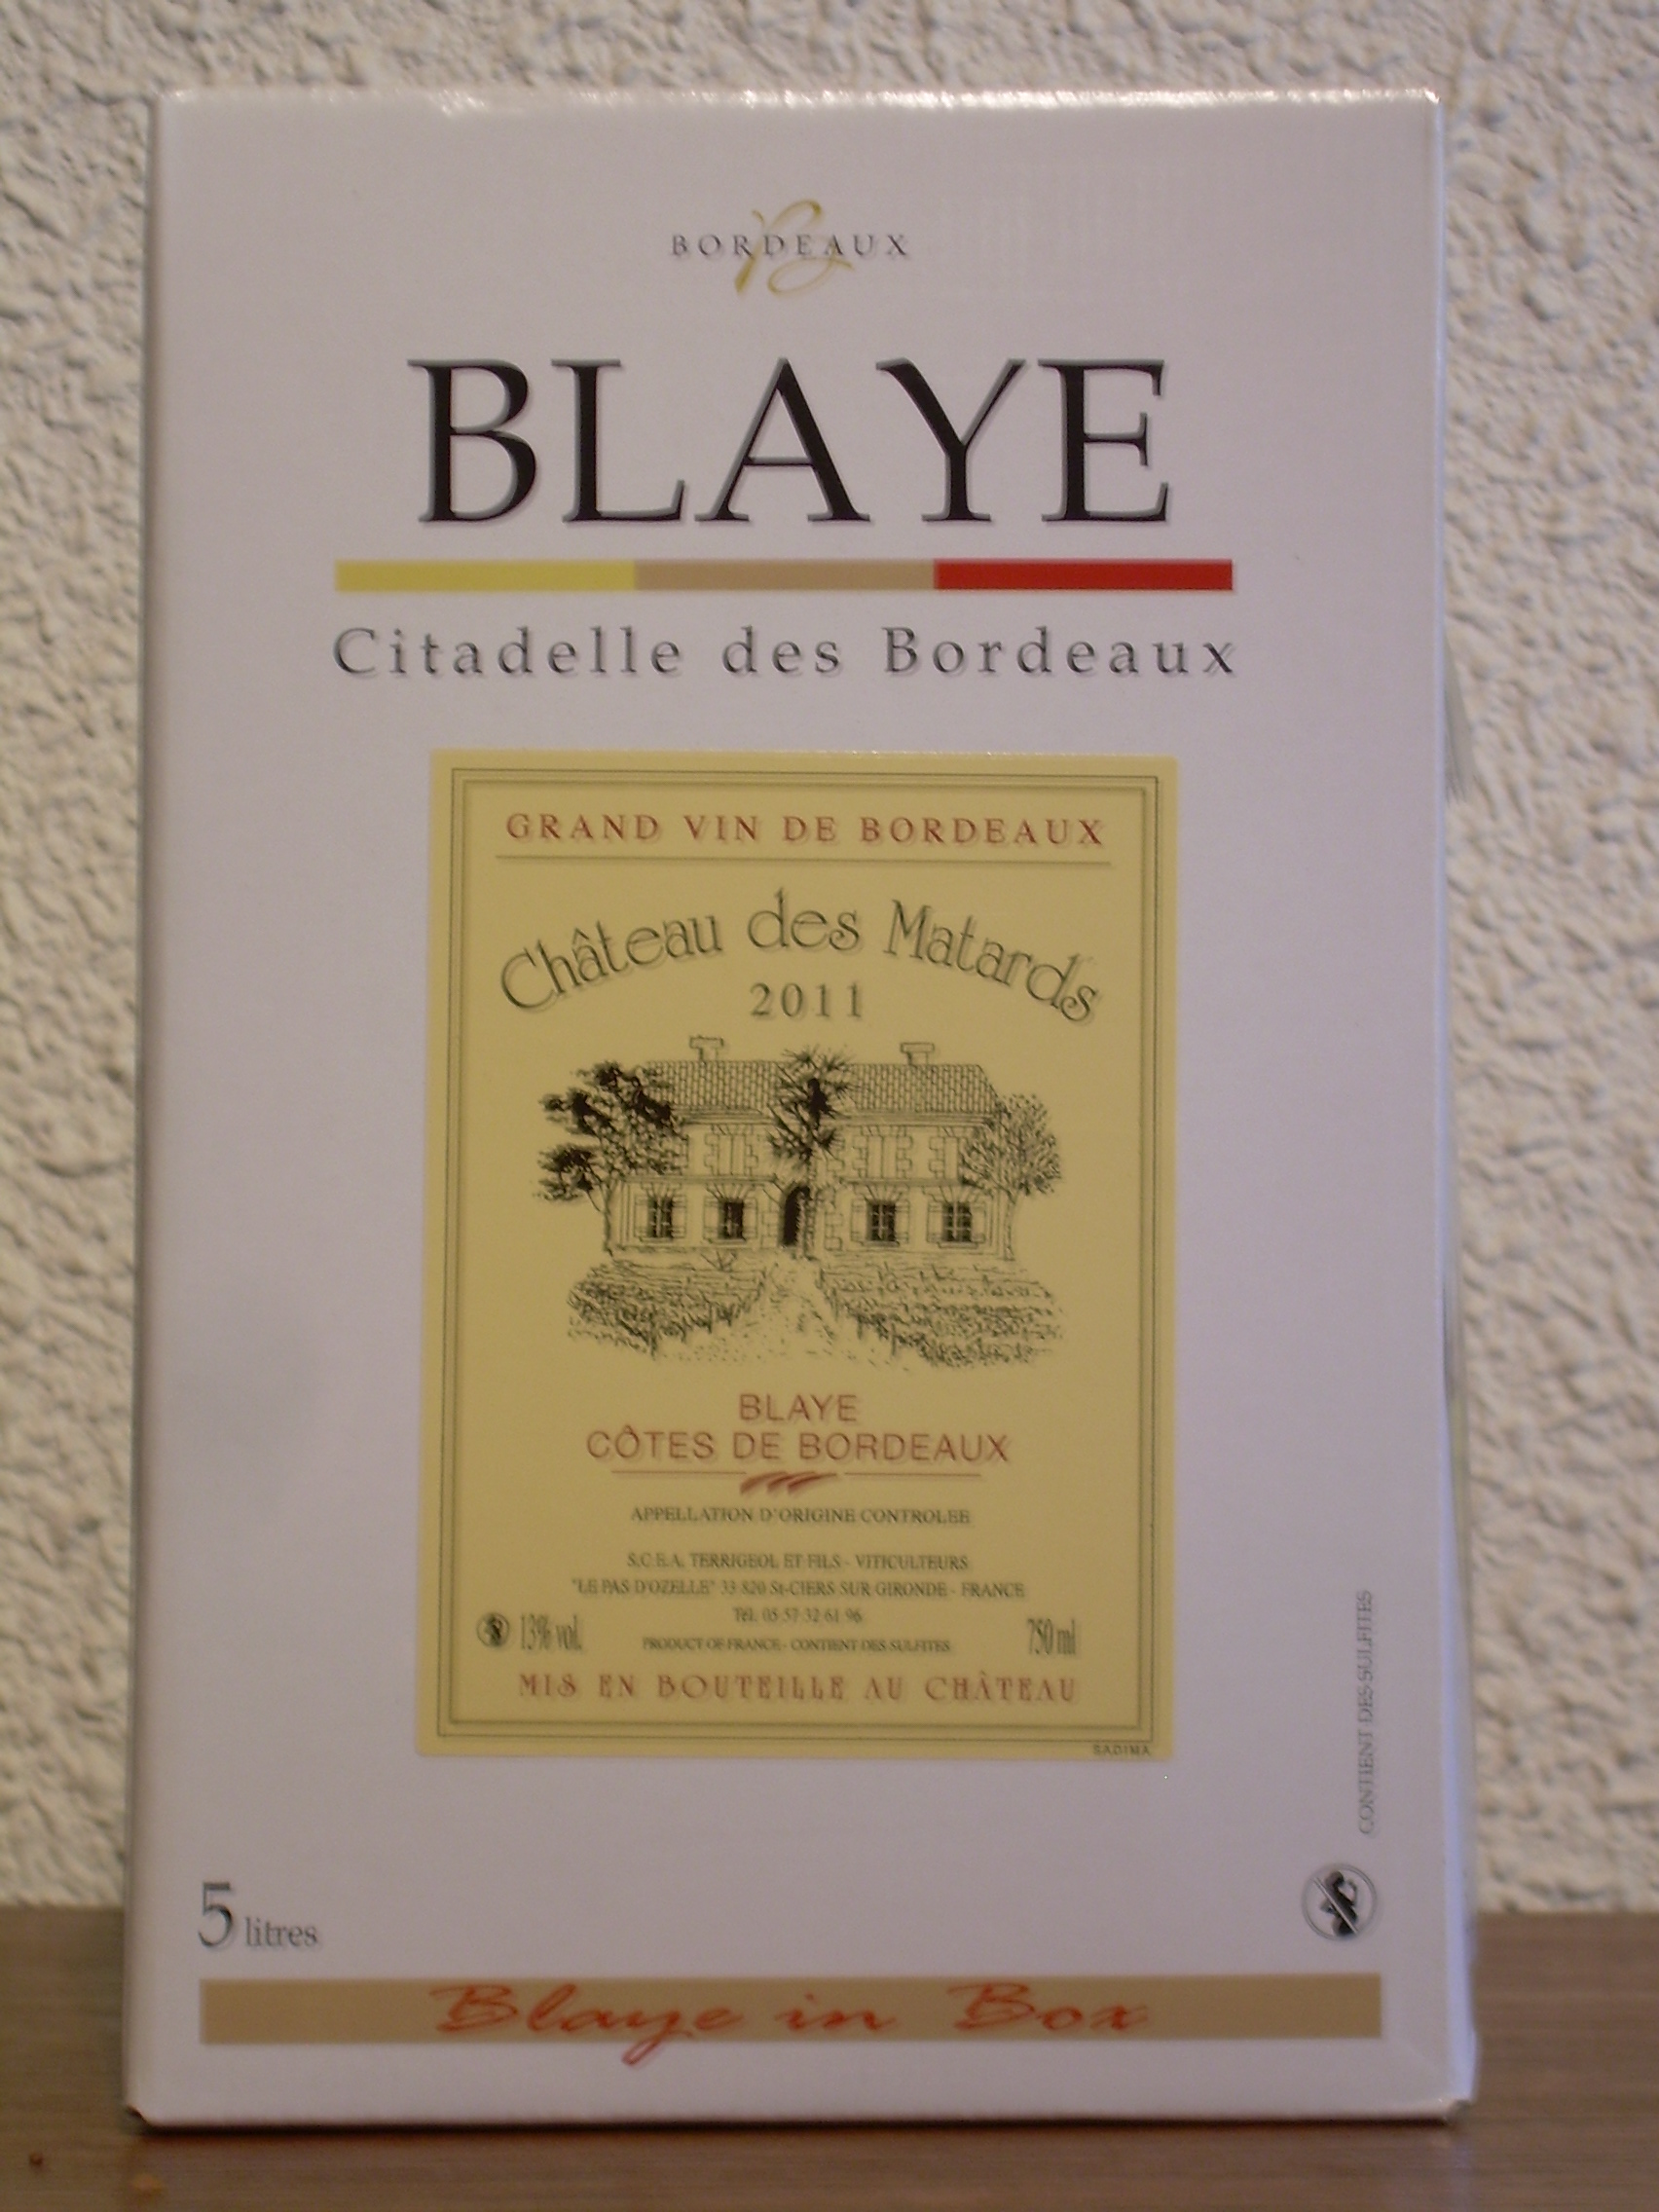 BORDEAUX
BLAYE
Citadelle des Bordeaux
GRAND VIN DE BORDEAUX
Château des Matards
2011
BLAYE
CÔTES DE BORDEAUX
APPELLATION D'ORIGINE CONTROLEE
S.C.E.A. TERRIGEOL ET FILS - VITICULTEURS
"LE PAS D'OZELLE" 33 820 St-CIERS SUR GIRONDE - FRANCE
Tél. 05 57 32 61 96
13% vol.
750 ml
PRODUCT OF FRANCE - CONTIENT DES SULFITES
MIS EN BOUTEILLE AU CHÂTEAU
SADIMA
CONTIENT DES SULFITES
5 litres
Blaye in Box